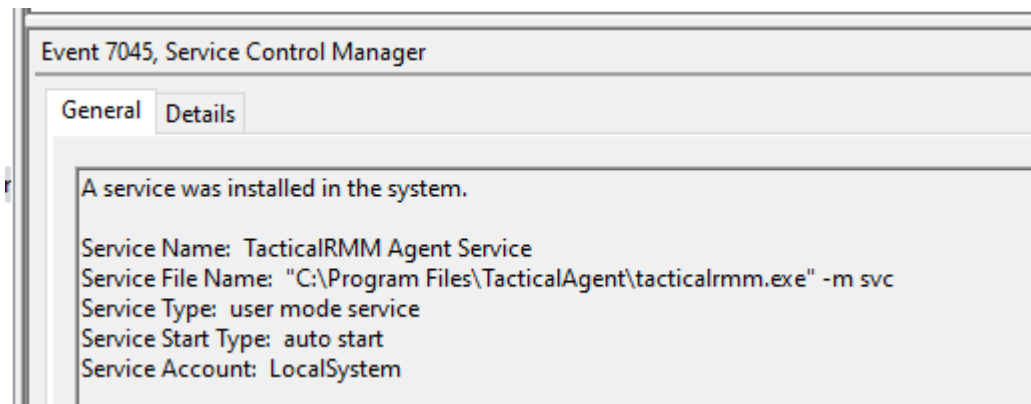 Event 7045, Service Control Manager
General Details
A service was installed in the system.
Service Name:  TacticalRMM Agent Service
Service File Name:  "C:\Program Files\TacticalAgent\tacticalrmm.exe" -m svc
Service Type:  user mode service
Service Start Type:  auto start
Service Account:  LocalSystem